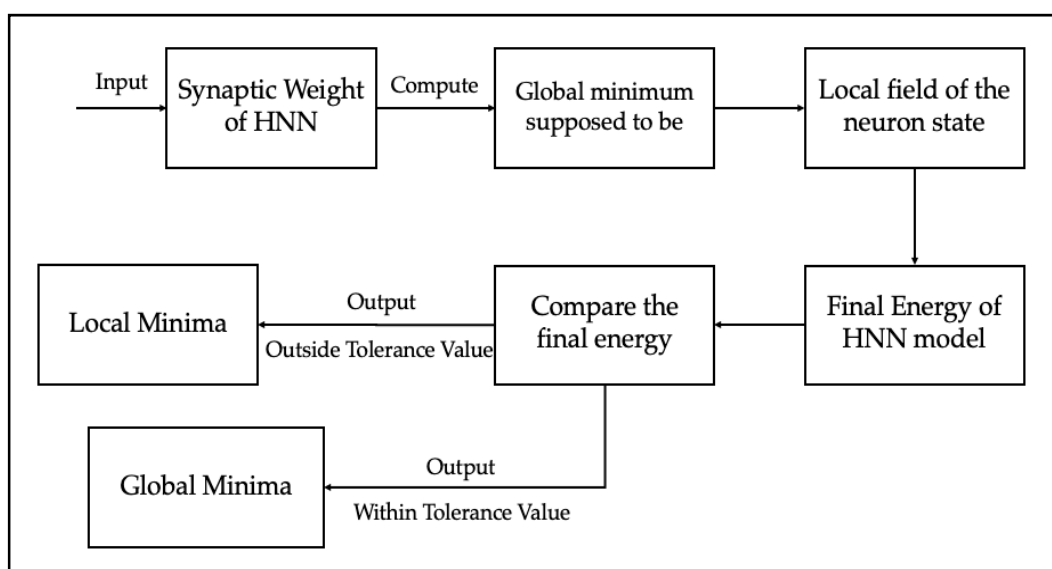 Input
Synaptic Weight
of HNN
Compute
Global minimum
supposed to be
Local field of the
neuron state
Local Minima
Output
Outside Tolerance Value
Compare the
final energy
Final Energy of
HNN model
Global Minima
Output
Within Tolerance Value